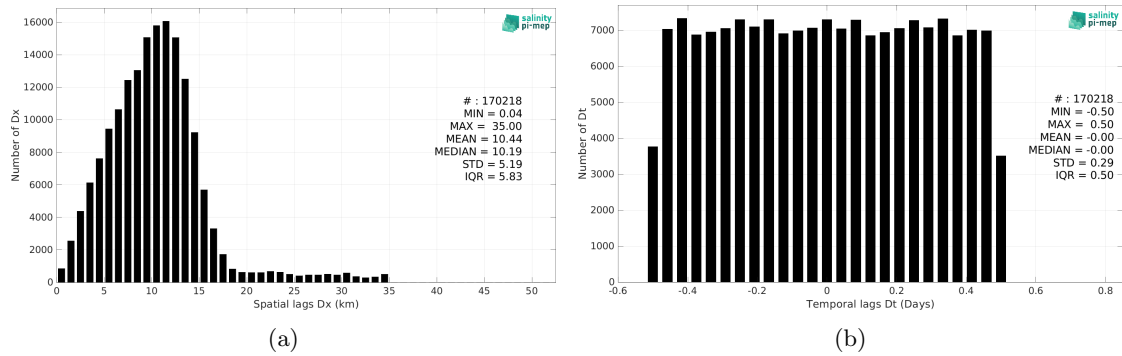 16000
14000
12000
10000
8000
6000
4000
2000
0
Number of Dx
salinity
pi-mep
# : 170218
MIN = 0.04
MAX = 35.00
MEAN = 10.44
MEDIAN = 10.19
STD = 5.19
IQR = 5.83
0 5 10 15 20 25 30 35 40 45 50
Spatial lags Dx (km)
(a)
7000
6000
5000
4000
3000
2000
1000
0
Number of Dt
salinity
pi-mep
# : 170218
MIN = -0.50
MAX = 0.50
MEAN = -0.00
MEDIAN = -0.00
STD = 0.29
IQR = 0.50
-0.6 -0.4 -0.2 0 0.2 0.4 0.6 0.8
Temporal lags Dt (Days)
(b)